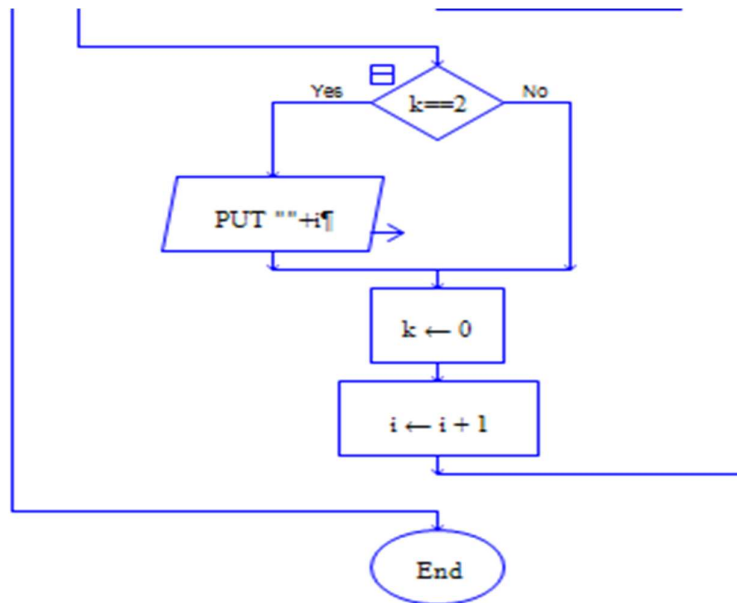 k==2
Yes
No
PUT ""+i¶
k ← 0
i ← i + 1
End